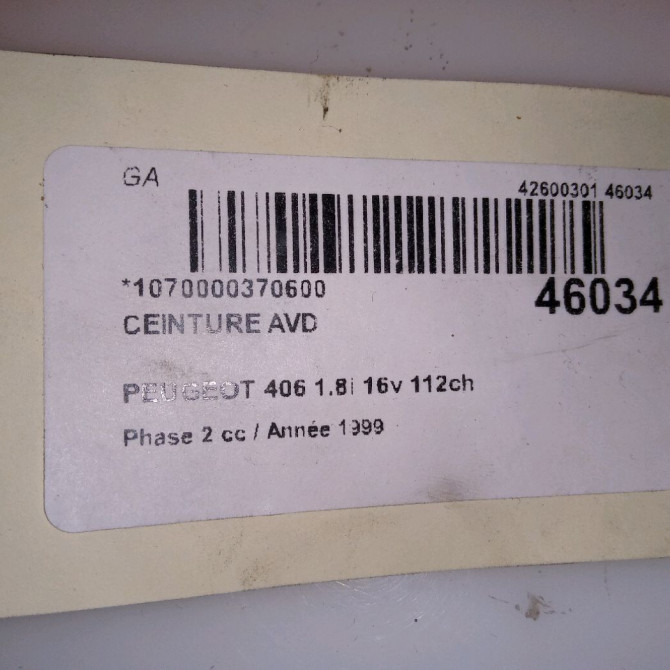 GA
42600301 46034
*1070000370600
46034
CEINTURE AVD
PEUGEOT 406 1.8i 16v 112ch
Phase 2 cc / Année 1999